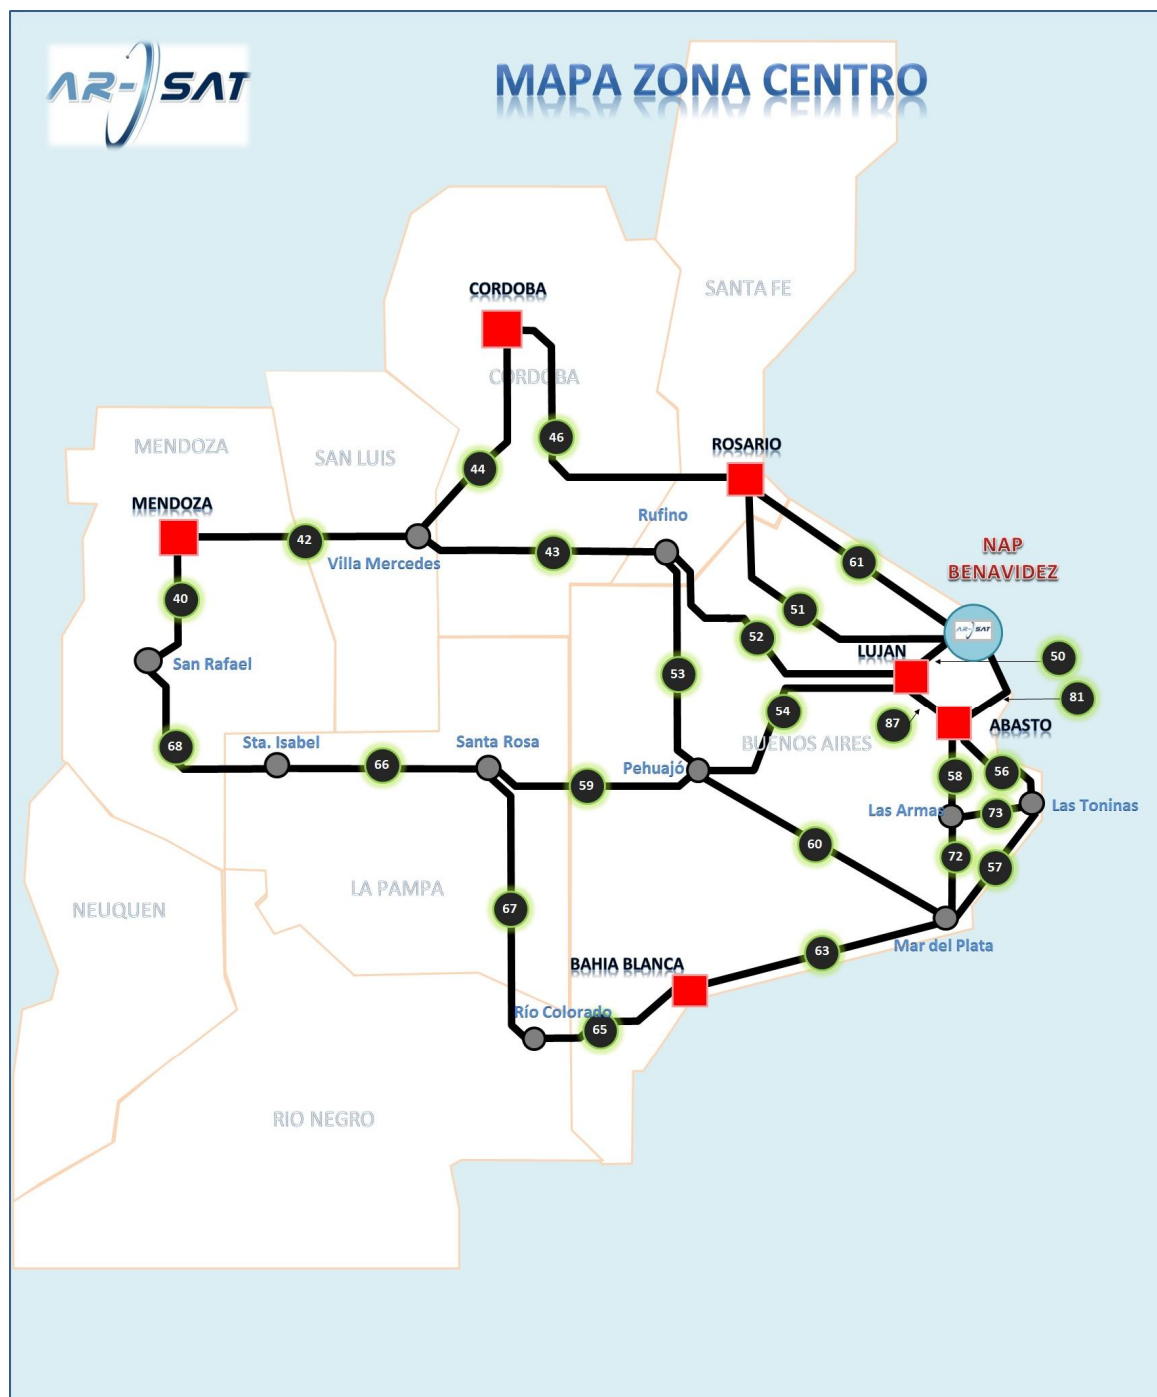 AR-SAT
MAPA ZONA CENTRO
SANTA FE
CORDOBA
CORDOBA
46
ROSARIO
MENDOZA
SAN LUIS
44
MENDOZA
Rufino
42
Villa Mercedes
43
61
NAP
BENAVIDEZ
40
51
AR-SAT
52
LUJAN
50
San Rafael
53
81
54
87
ABASTO
BUENOS AIRES
68
Sta. Isabel
66
Santa Rosa
59
Pehuajó
58
56
Las Armas
73
Las Toninas
60
72
57
LA PAMPA
NEUQUEN
67
Mar del Plata
63
BAHIA BLANCA
Río Colorado
65
RIO NEGRO